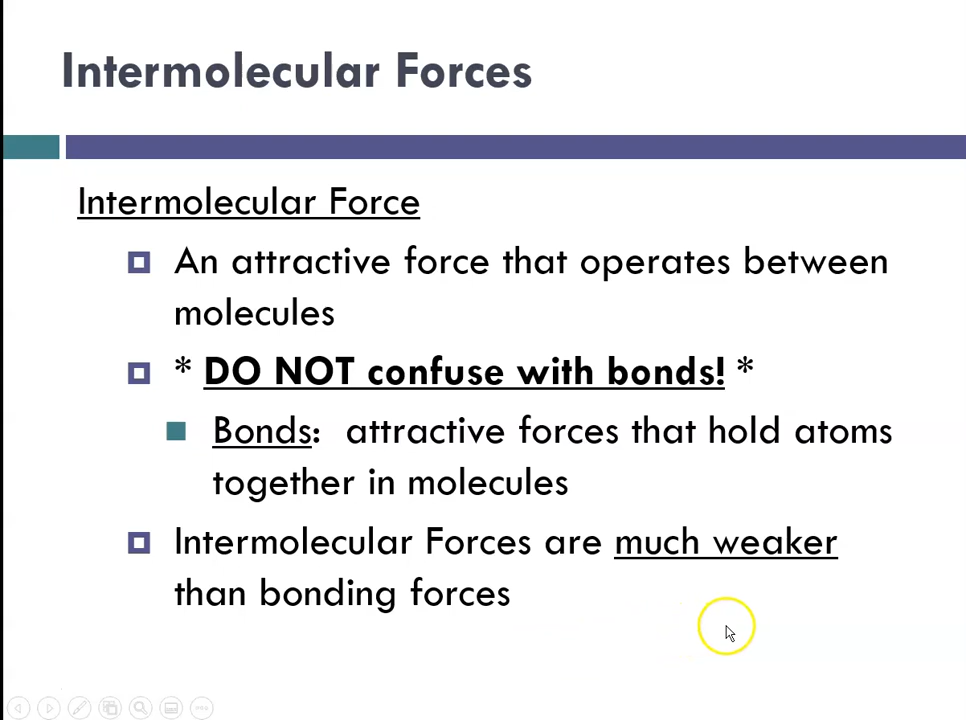 Intermolecular Forces
Intermolecular Force
An attractive force that operates between
molecules
* DO NOT confuse with bonds! *
Bonds: attractive forces that hold atoms
together in molecules
Intermolecular Forces are much weaker
than bonding forces